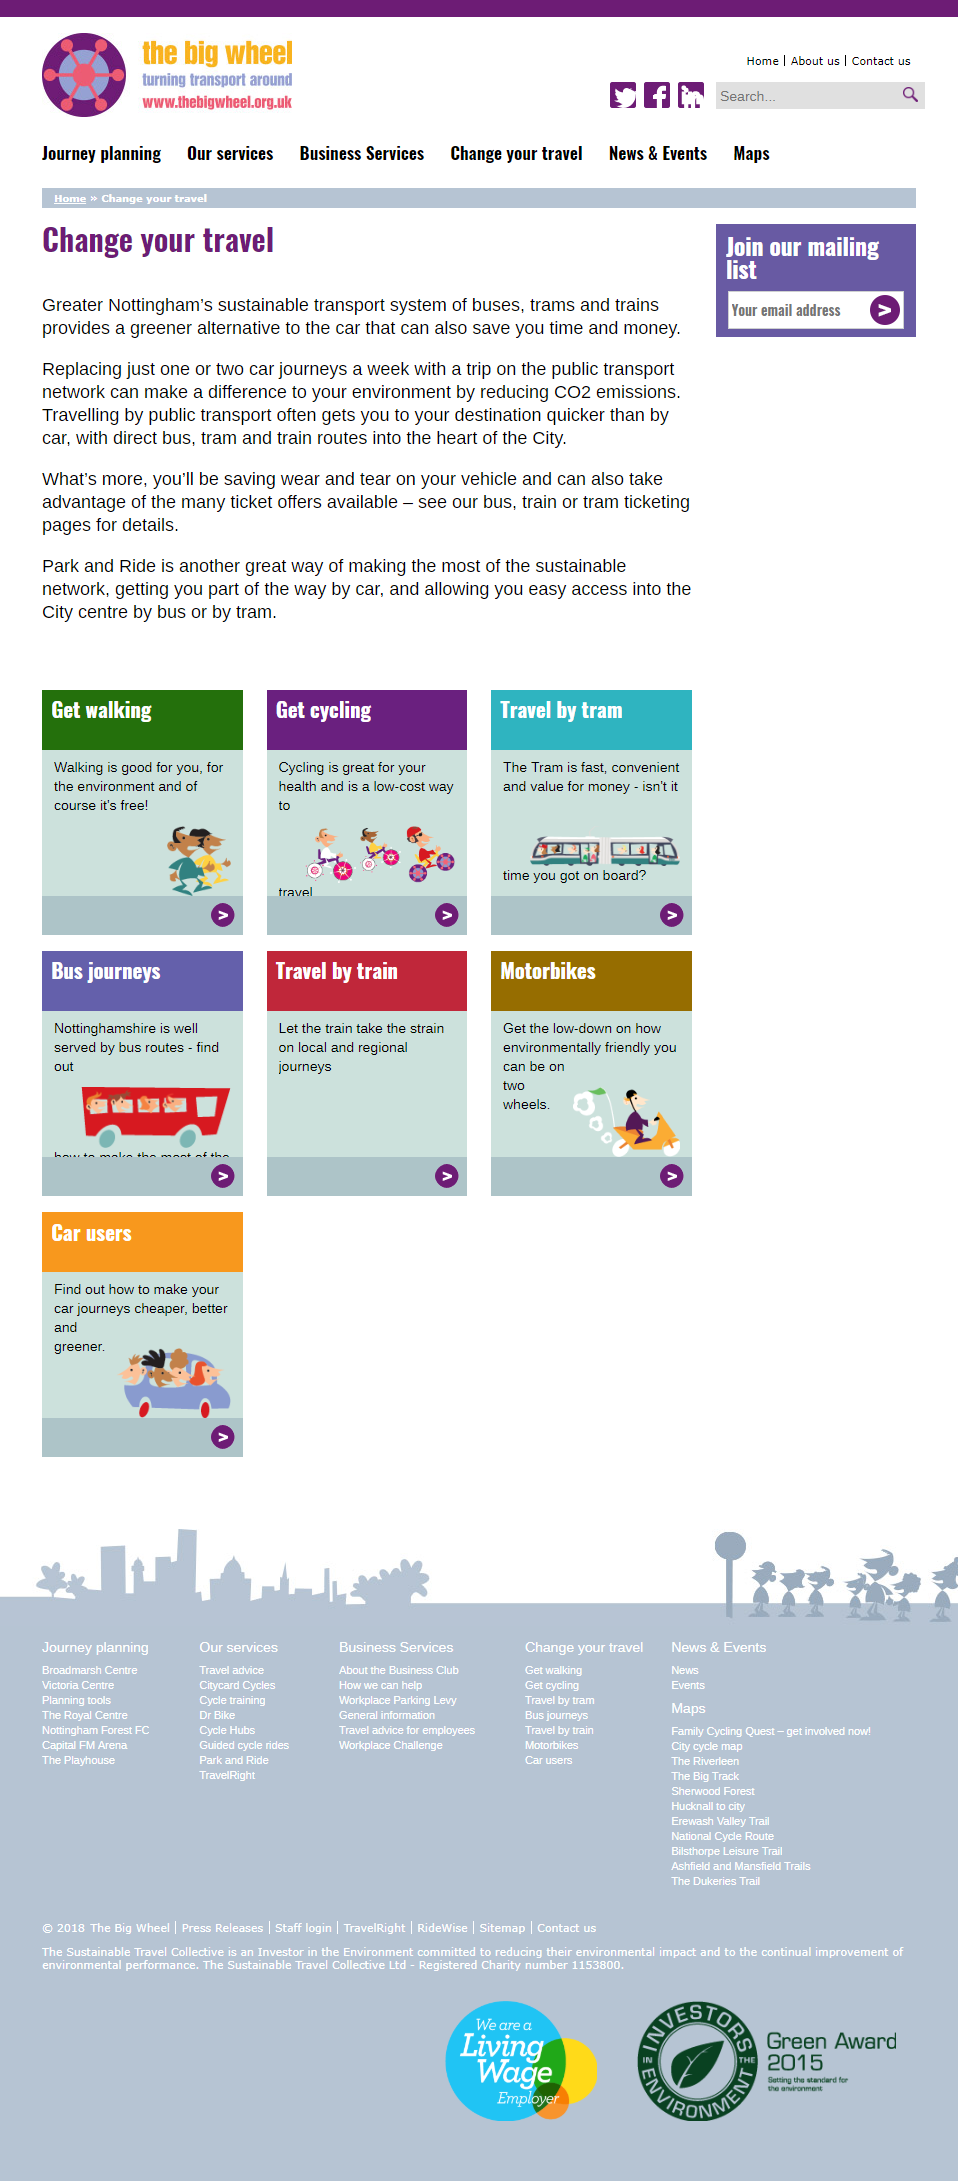 the big wheel
turning transport around
www.thebigwheel.org.uk
Home | About us | Contact us
Search...
Journey planning
Our services
Business Services
Change your travel
News & Events
Maps
Home » Change your travel
Change your travel
Join our mailing
list
Your email address
>
Greater Nottingham’s sustainable transport system of buses, trams and trains
provides a greener alternative to the car that can also save you time and money.
Replacing just one or two car journeys a week with a trip on the public transport
network can make a difference to your environment by reducing CO2 emissions.
Travelling by public transport often gets you to your destination quicker than by
car, with direct bus, tram and train routes into the heart of the City.
What’s more, you’ll be saving wear and tear on your vehicle and can also take
advantage of the many ticket offers available – see our bus, train or tram ticketing
pages for details.
Park and Ride is another great way of making the most of the sustainable
network, getting you part of the way by car, and allowing you easy access into the
City centre by bus or by tram.
Get walking
Walking is good for you, for
the environment and of
course it’s free!
>
Get cycling
Cycling is great for your
health and is a low-cost way
to
travel
>
Travel by tram
The Tram is fast, convenient
and value for money - isn’t it
time you got on board?
>
Bus journeys
Nottinghamshire is well
served by bus routes - find
out
how to make the most of the
>
Travel by train
Let the train take the strain
on local and regional
journeys
>
Motorbikes
Get the low-down on how
environmentally friendly you
can be on
two
wheels.
>
Car users
Find out how to make your
car journeys cheaper, better
and
greener.
>
Journey planning
Broadmarsh Centre
Victoria Centre
Planning tools
The Royal Centre
Nottingham Forest FC
Capital FM Arena
The Playhouse
Our services
Travel advice
Citycard Cycles
Cycle training
Dr Bike
Cycle Hubs
Guided cycle rides
Park and Ride
TravelRight
Business Services
About the Business Club
How we can help
Workplace Parking Levy
General information
Travel advice for employees
Workplace Challenge
Change your travel
Get walking
Get cycling
Travel by tram
Bus journeys
Travel by train
Motorbikes
Car users
News & Events
News
Events
Maps
Family Cycling Quest – get involved now!
City cycle map
The Riverleen
The Big Track
Sherwood Forest
Hucknall to city
Erewash Valley Trail
National Cycle Route
Bilsthorpe Leisure Trail
Ashfield and Mansfield Trails
The Dukeries Trail
© 2018 The Big Wheel | Press Releases | Staff login | TravelRight | RideWise | Sitemap | Contact us
The Sustainable Travel Collective is an Investor in the Environment committed to reducing their environmental impact and to the continual improvement of
environmental performance. The Sustainable Travel Collective Ltd - Registered Charity number 1153800.
We are a
Living
Wage
Employer
INVESTORS
IN THE
ENVIRONMENT
Green Award
2015
Setting the standard for
the environment